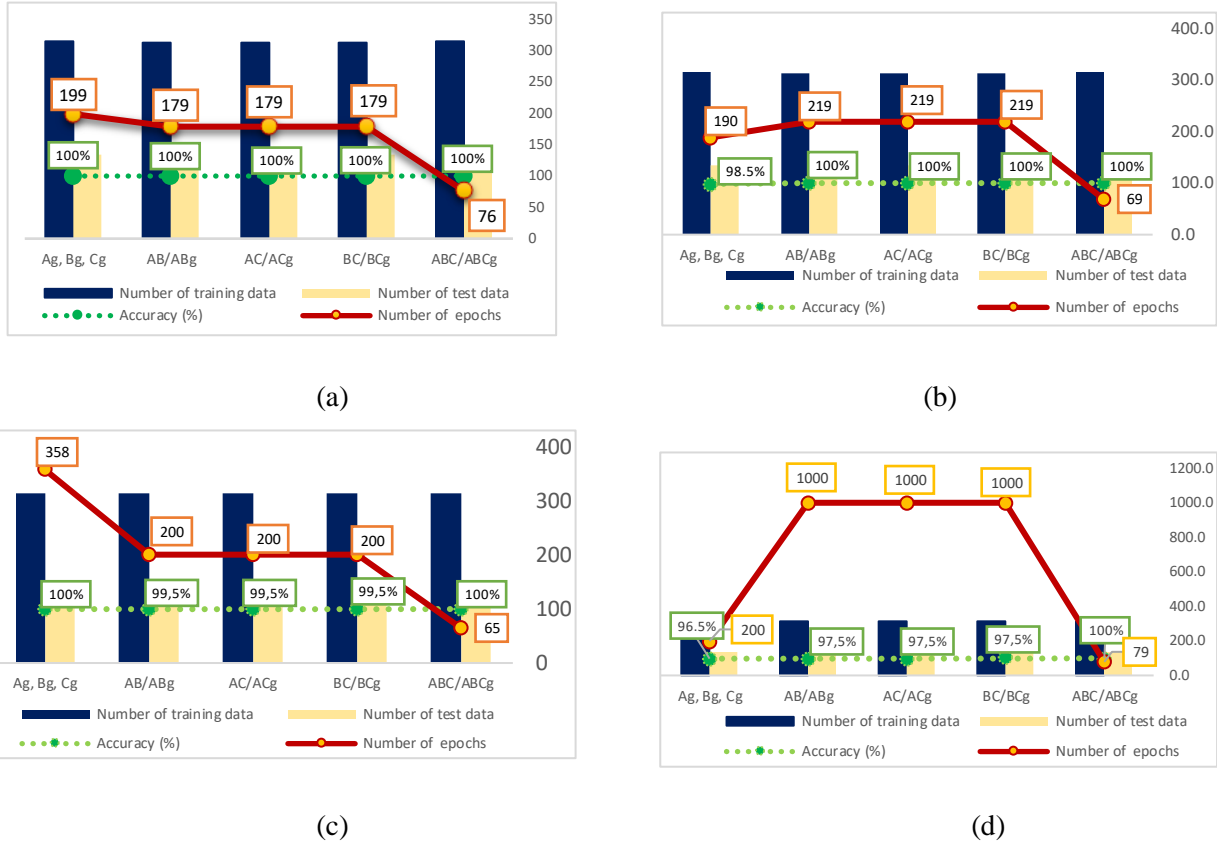 350
300
250
200
150
100
50
0
199
179
179
179
76
100%
100%
100%
100%
100%
Ag, Bg, Cg
AB/ABg
AC/ACg
BC/BCg
ABC/ABCg
Number of training data
Number of test data
Accuracy (%)
Number of epochs
(a)
400.0
300.0
200.0
100.0
0.0
190
219
219
219
69
98.5%
100%
100%
100%
100%
Ag, Bg, Cg
AB/ABg
AC/ACg
BC/BCg
ABC/ABCg
Number of training data
Number of test data
Accuracy (%)
Number of epochs
(b)
400
300
200
100
0
358
200
200
200
65
100%
99,5%
99,5%
99,5%
100%
Ag, Bg, Cg
AB/ABg
AC/ACg
BC/BCg
ABC/ABCg
Number of training data
Number of test data
Accuracy (%)
Number of epochs
(c)
1200.0
1000.0
800.0
600.0
400.0
200.0
0.0
1000
1000
1000
96.5%
200
97,5%
97,5%
97,5%
100%
79
Ag, Bg, Cg
AB/ABg
AC/ACg
BC/BCg
ABC/ABCg
Number of training data
Number of test data
Accuracy (%)
Number of epochs
(d)